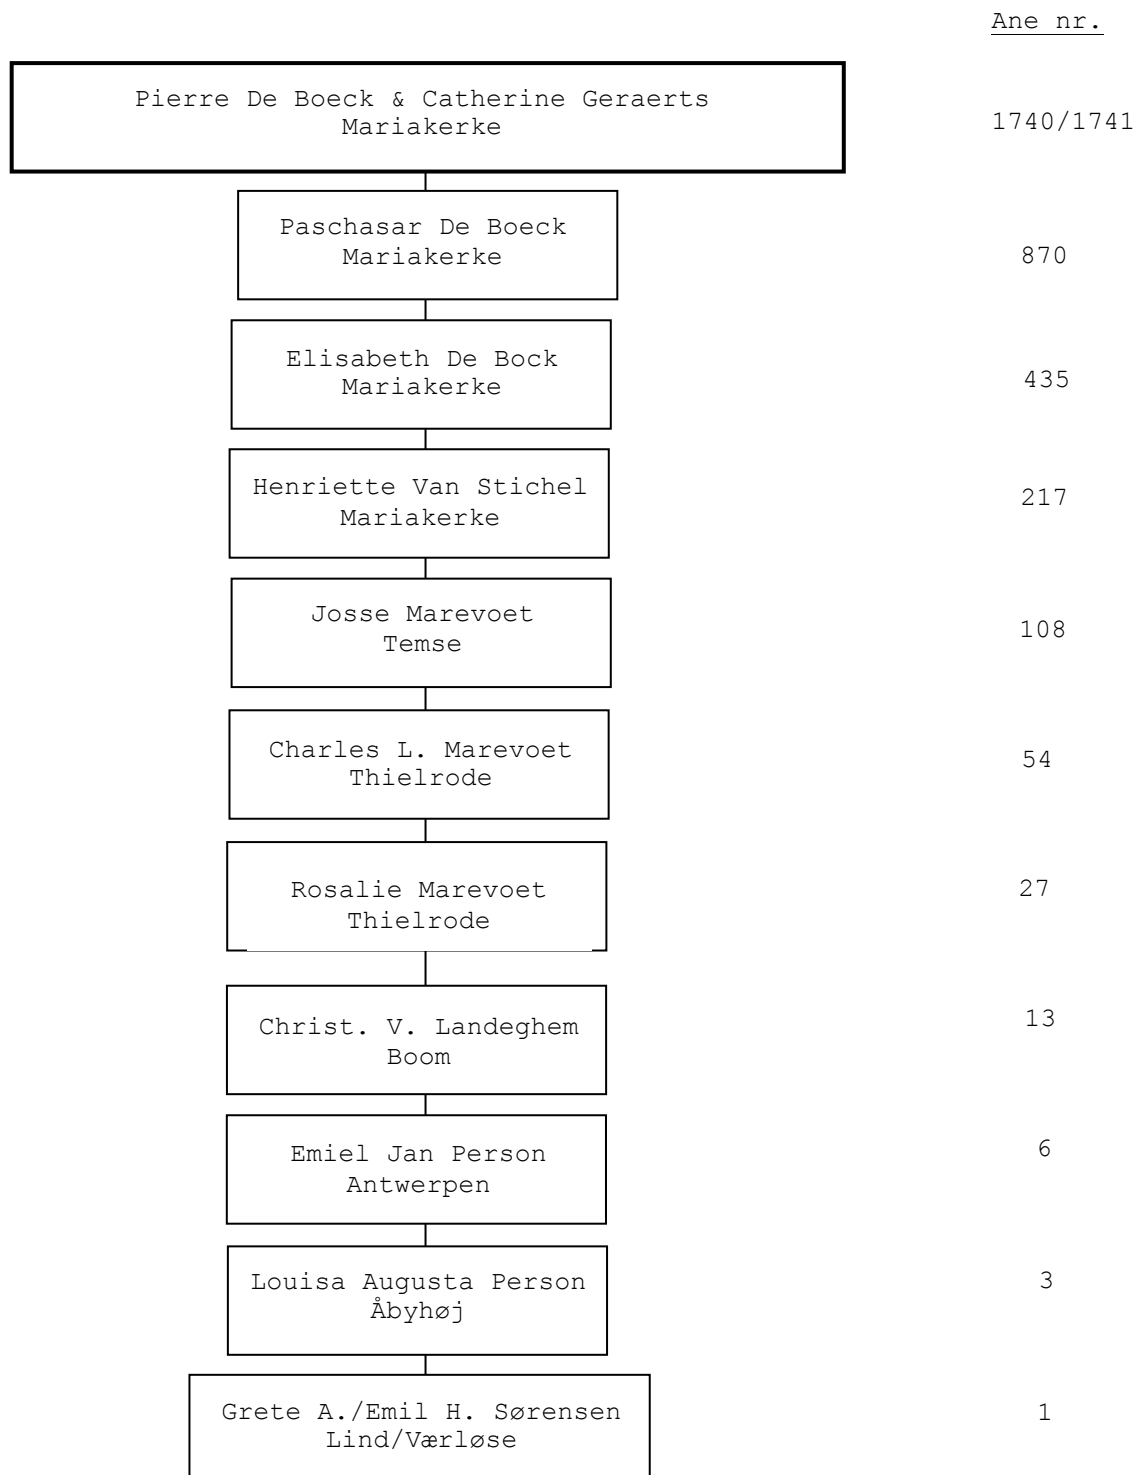 Ane nr.
Pierre De Boeck & Catherine Geraerts
Mariakerke
1740/1741
Paschasar De Boeck
Mariakerke
870
Elisabeth De Bock
Mariakerke
435
Henriette Van Stichel
Mariakerke
217
Josse Marevoet
Temse
108
Charles L. Marevoet
Thielrode
54
Rosalie Marevoet
Thielrode
27
Christ. V. Landeghem
Boom
13
Emiel Jan Person
Antwerpen
6
Louisa Augusta Person
Åbyhøj
3
Grete A./Emil H. Sørensen
Lind/Værløse
1